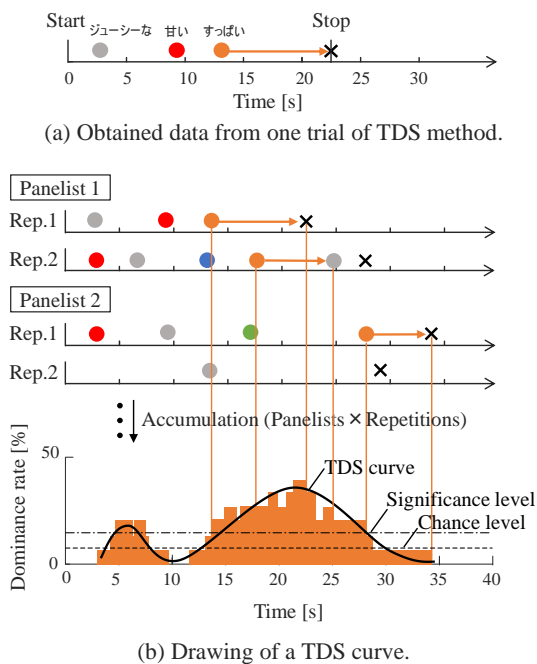 Start ジューシーな 甘い すっぱい Stop
0 5 10 15 20 25 30
Time [s]
(a) Obtained data from one trial of TDS method.
Panelist 1
Rep.1
Rep.2
Panelist 2
Rep.1
Rep.2
Accumulation (Panelists × Repetitions)
Dominance rate [%]
50
TDS curve
Significance level
Chance level
0
0 5 10 15 20 25 30 35 40
Time [s]
(b) Drawing of a TDS curve.